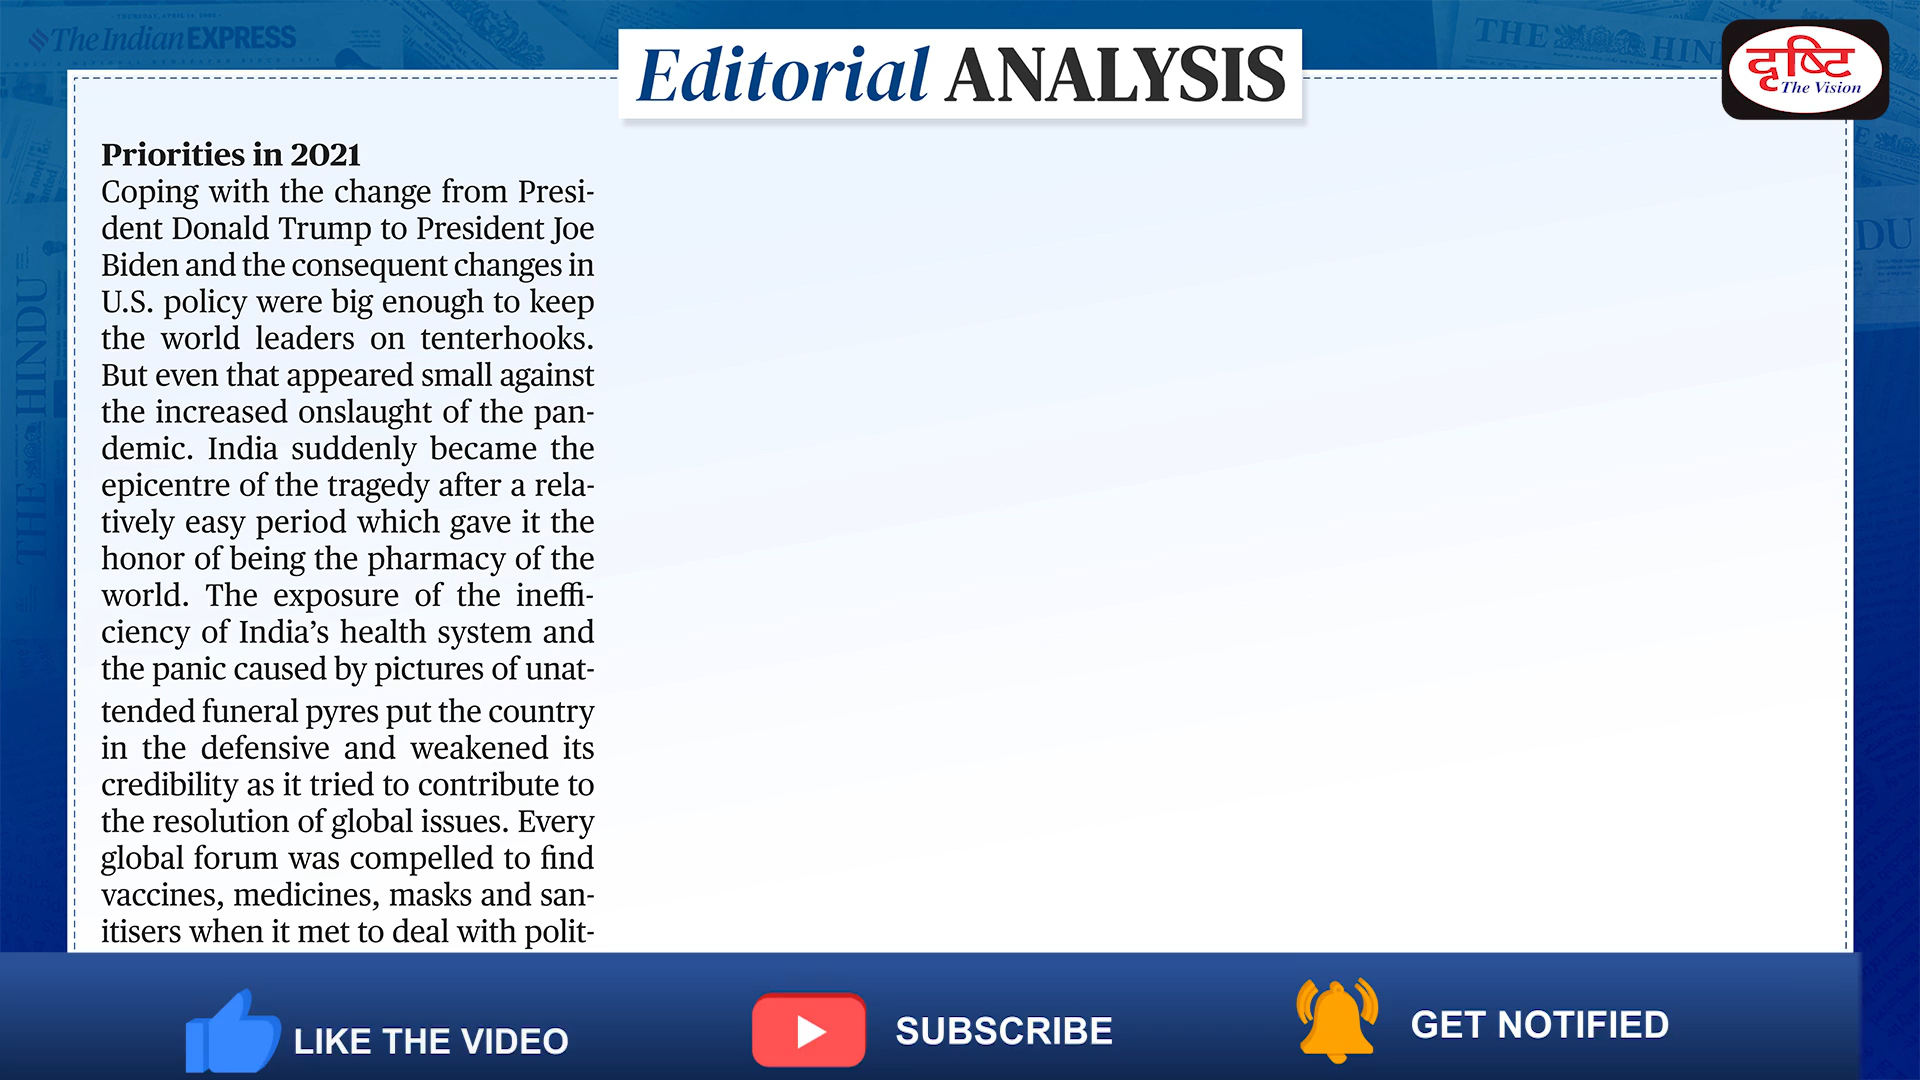 The Indian EXPRESS
Editorial ANALYSIS
THE HIN
दृष्टि
The Vision
THE HINDU
DU
Priorities in 2021
Coping with the change from Presi-
dent Donald Trump to President Joe
Biden and the consequent changes in
U.S. policy were big enough to keep
the world leaders on tenterhooks.
But even that appeared small against
the increased onslaught of the pan-
demic. India suddenly became the
epicentre of the tragedy after a rela-
tively easy period which gave it the
honor of being the pharmacy of the
world. The exposure of the ineffi-
ciency of India’s health system and
the panic caused by pictures of unat-
tended funeral pyres put the country
in the defensive and weakened its
credibility as it tried to contribute to
the resolution of global issues. Every
global forum was compelled to find
vaccines, medicines, masks and san-
itisers when it met to deal with polit-
LIKE THE VIDEO
SUBSCRIBE
GET NOTIFIED